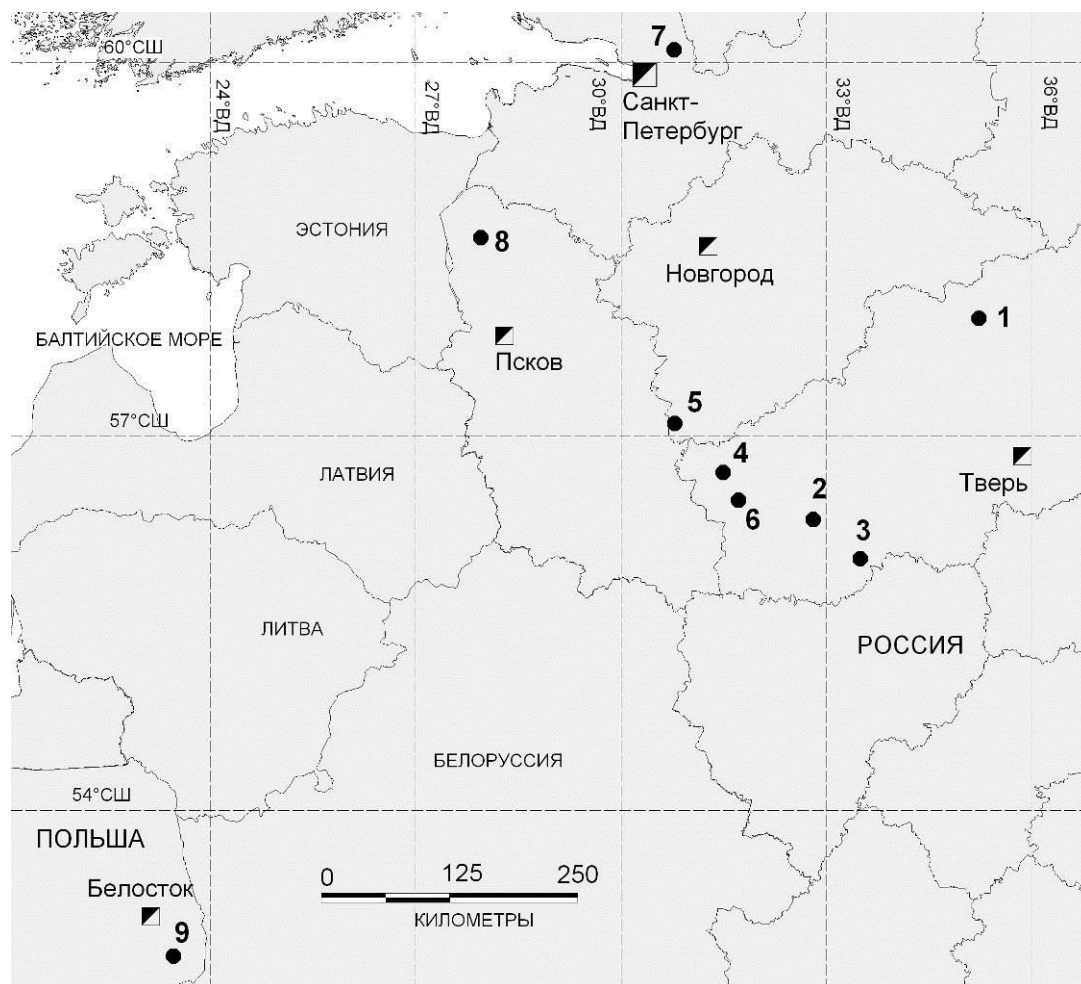 7
60°СШ
24°ВД
27°ВД
30°ВД
33°ВД
36°ВД
Санкт-
Петербург
ЭСТОНИЯ
8
Новгород
1
БАЛТИЙСКОЕ МОРЕ
Псков
5
57°СШ
4
ЛАТВИЯ
2
Тверь
6
3
ЛИТВА
РОССИЯ
БЕЛОРУССИЯ
54°СШ
ПОЛЬША
0 125 250
КИЛОМЕТРЫ
Белосток
9